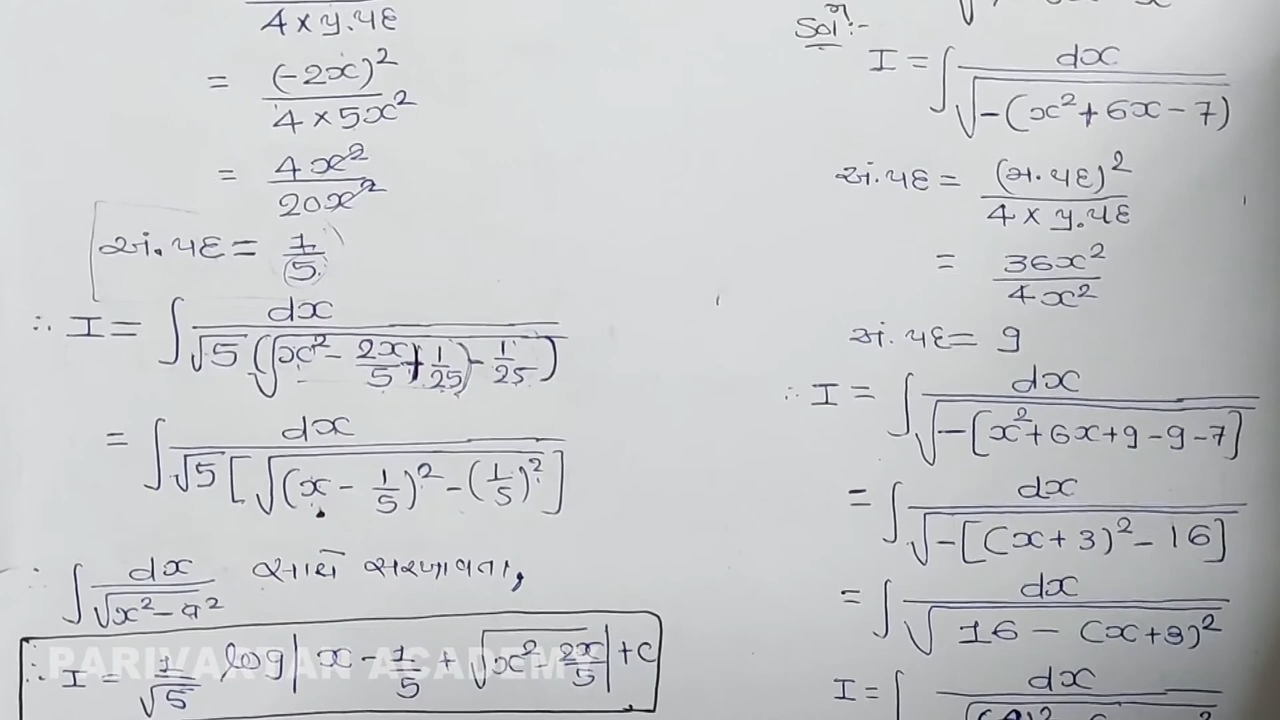 4 × પૂ.પદ
= (-2x)² / 4 × 5x²
= 4x² / 20x²
અં.પદ = 1/5
∴ I = ∫ dx / √5 (√(x² - 2x/5 + 1/25) - 1/25)
= ∫ dx / √5 [√(x - 1/5)² - (1/5)²]
∴ ∫ dx / √x² - a² સાથે સરખાવતા,
∴ I = 1/√5 log | x - 1/5 + √x² - 2x/5 | + c
PARIVARTAN ACADEMY
Solⁿ :-
I = ∫ dx / √-(x² + 6x - 7)
અં.પદ = (મ.પદ)² / 4 × પૂ.પદ
= 36x² / 4x²
અં.પદ = 9
∴ I = ∫ dx / √-[x² + 6x + 9 - 9 - 7]
= ∫ dx / √-[(x + 3)² - 16]
= ∫ dx / √16 - (x + 3)²
I = ∫ dx